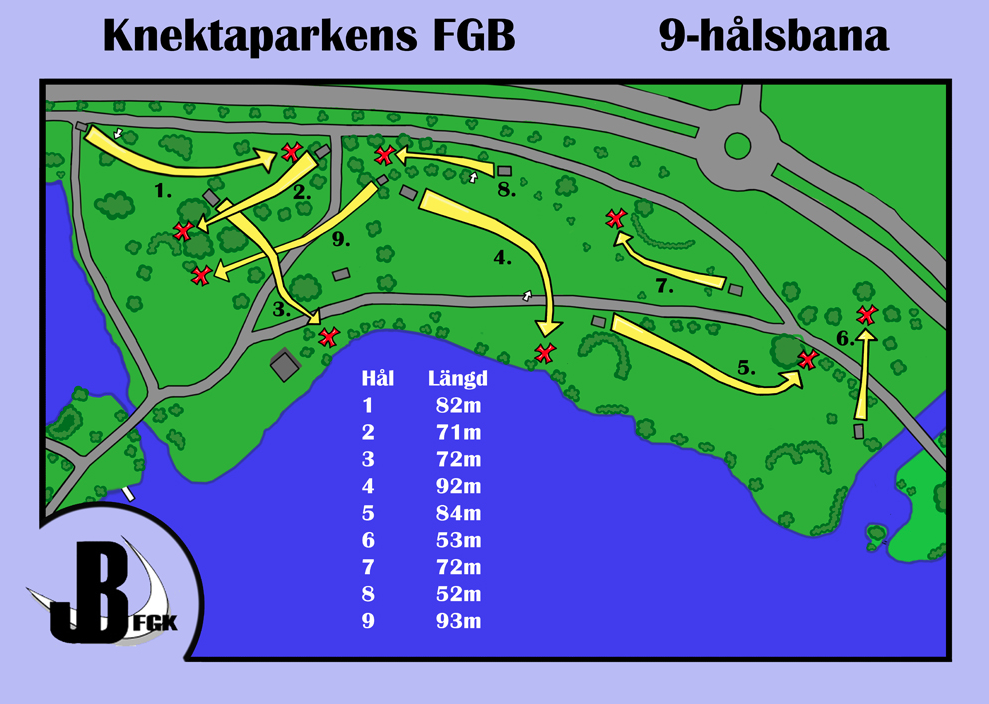 Knektaparkens FGB 9-hålsbana
1.
2.
8.
9.
4.
7.
3.
6.
5.
Hål Längd
1 82m
2 71m
3 72m
4 92m
5 84m
6 53m
7 72m
8 52m
9 93m
JB FGK